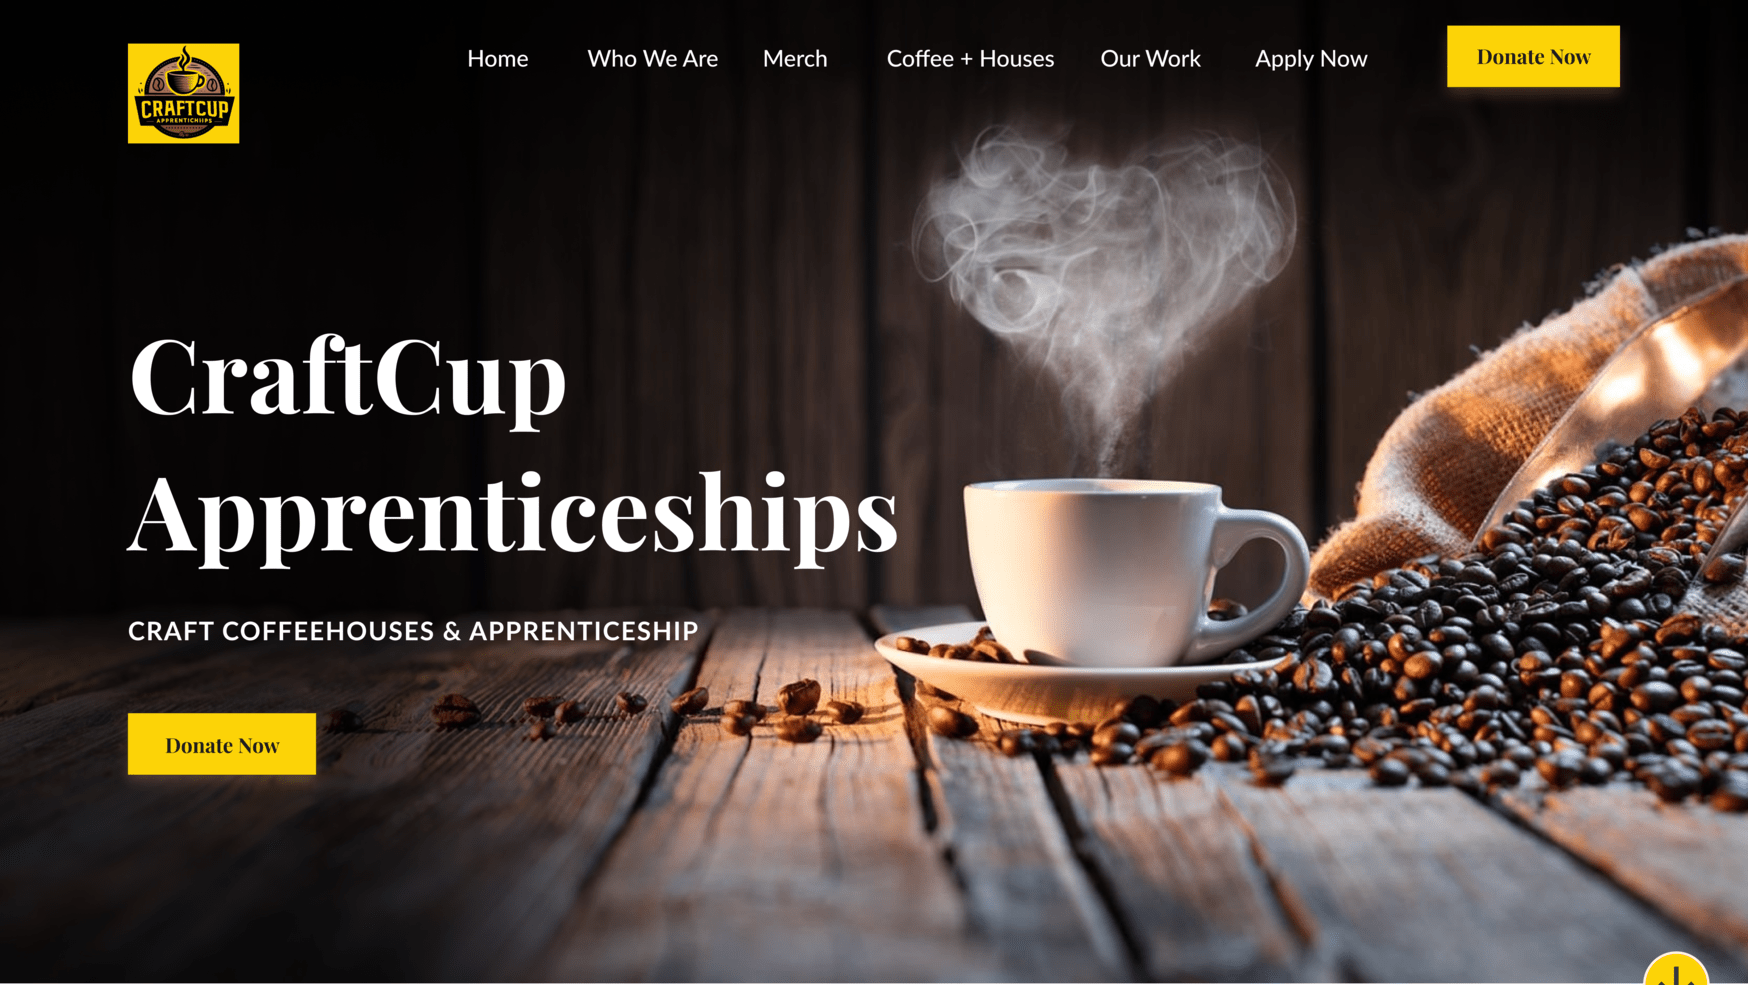 Home Who We Are Merch Coffee + Houses Our Work Apply Now Donate Now
CRAFTCUP
CraftCup
Apprenticeships
CRAFT COFFEEHOUSES & APPRENTICESHIP
Donate Now